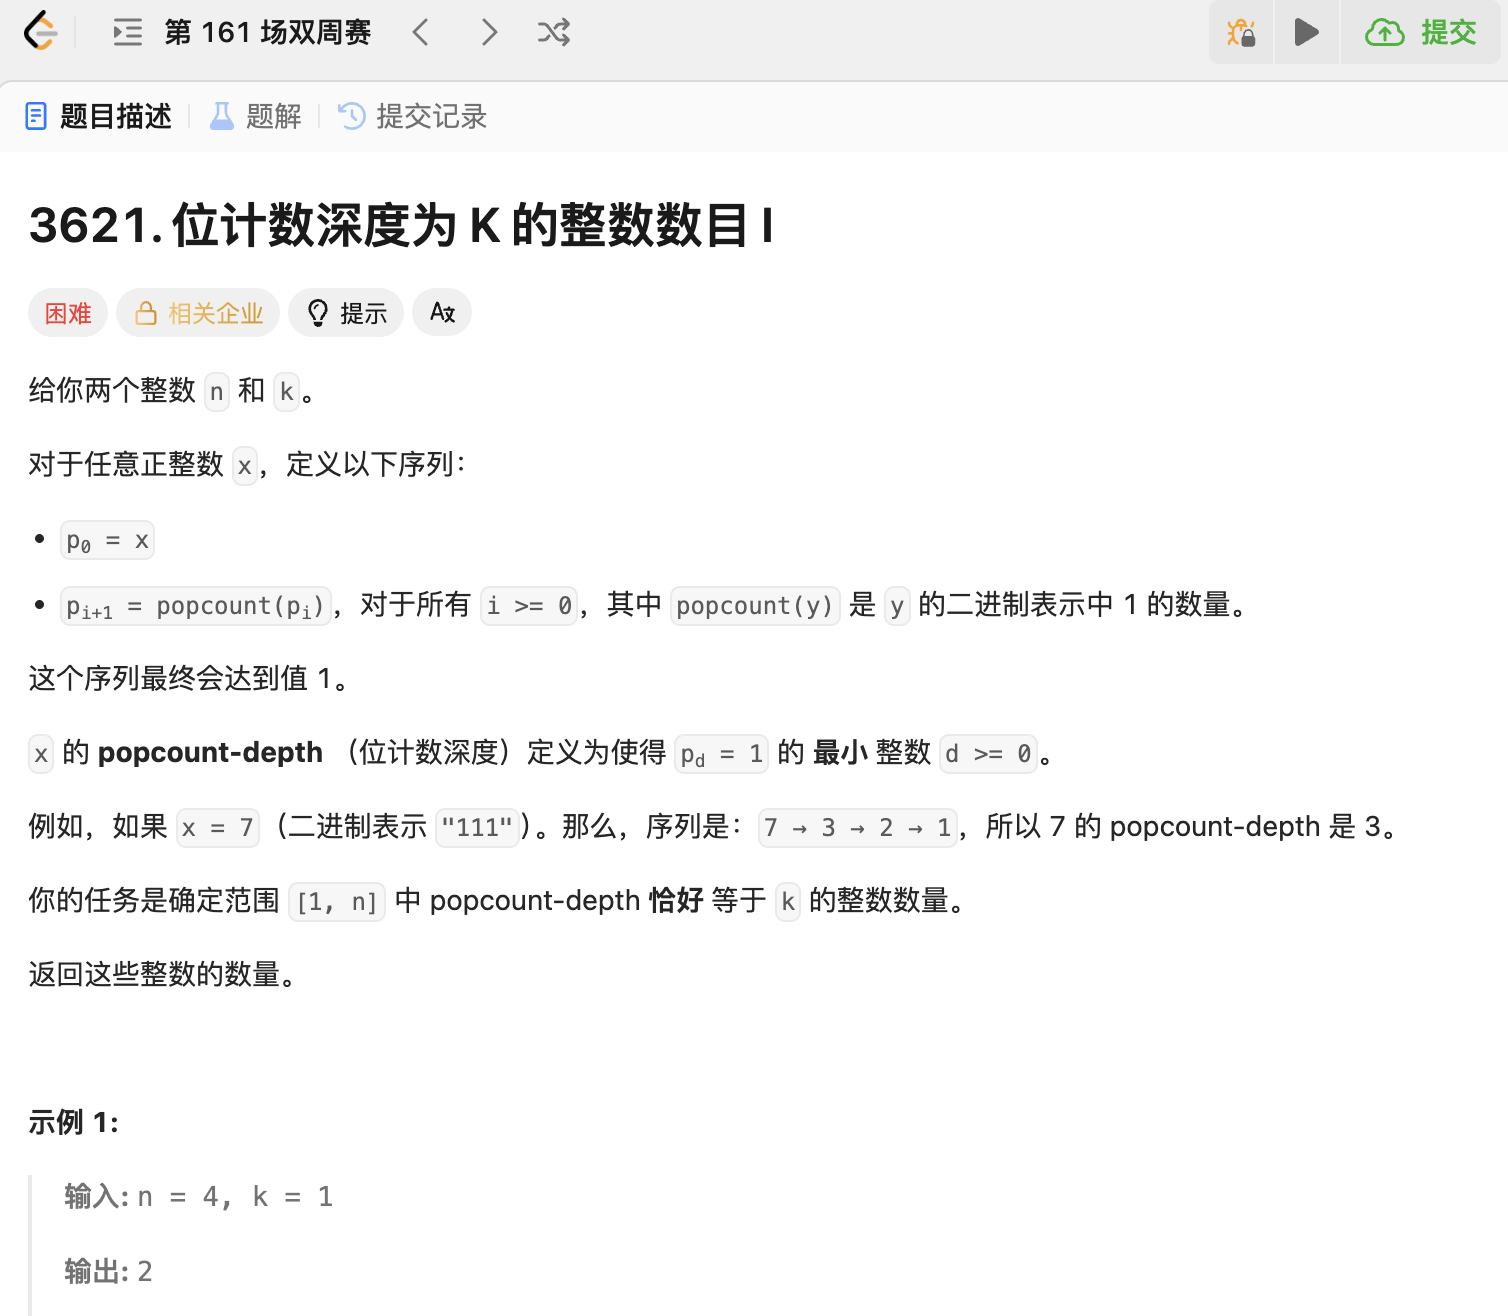 第 161 场双周赛
提交
题目描述 题解 提交记录
3621. 位计数深度为 K 的整数数目 I
困难 相关企业 提示
给你两个整数 n 和 k。
对于任意正整数 x，定义以下序列：
• p₀ = x
• pᵢ₊₁ = popcount(pᵢ)，对于所有 i >= 0，其中 popcount(y) 是 y 的二进制表示中 1 的数量。
这个序列最终会达到值 1。
x 的 popcount-depth （位计数深度）定义为使得 p_d = 1 的 最小 整数 d >= 0。
例如，如果 x = 7（二进制表示 "111"）。那么，序列是：7 → 3 → 2 → 1，所以 7 的 popcount-depth 是 3。
你的任务是确定范围 [1, n] 中 popcount-depth 恰好 等于 k 的整数数量。
返回这些整数的数量。
示例 1:
输入: n = 4, k = 1
输出: 2